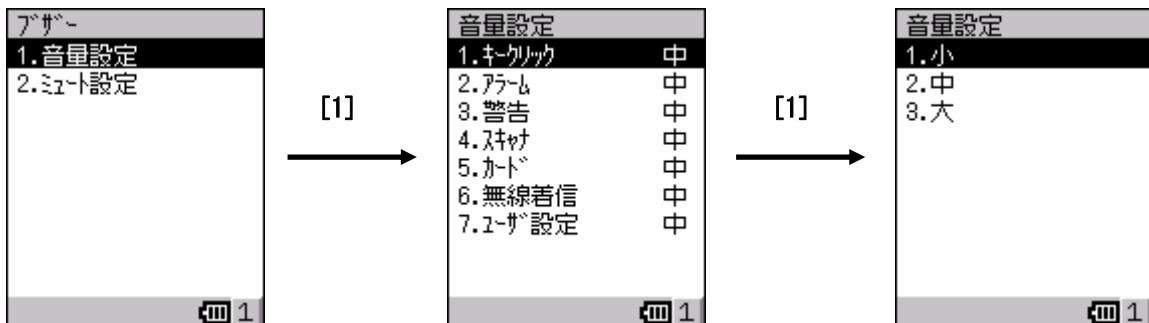 ﾌﾞｻﾞｰ
1.音量設定
2.ﾐｭｰﾄ設定
1
[1]
音量設定
1.ｷｰｸﾘｯｸ 中
2.ｱﾗｰﾑ 中
3.警告 中
4.ｽｷｬﾅ 中
5.ｶｰﾄﾞ 中
6.無線着信 中
7.ﾕｰｻﾞ設定 中
1
[1]
音量設定
1.小
2.中
3.大
1